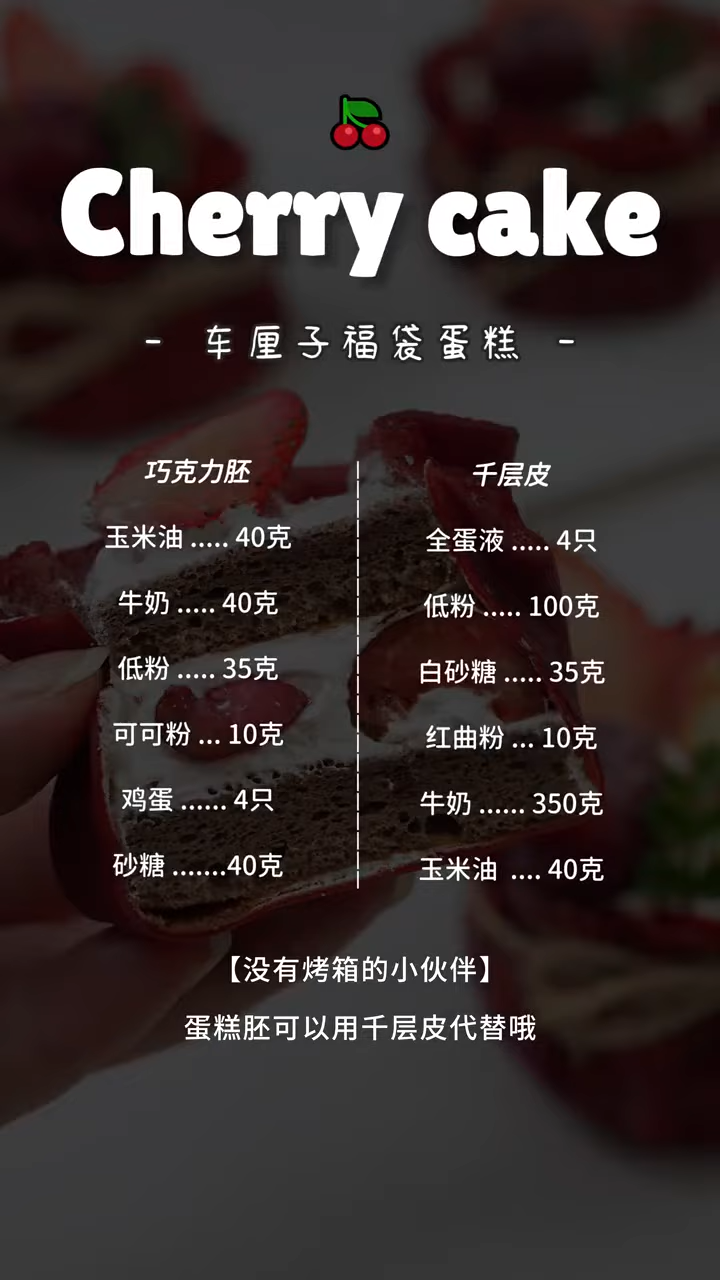 Cherry cake
- 车厘子福袋蛋糕 -
巧克力胚
玉米油 ..... 40克
牛奶 ..... 40克
低粉 ..... 35克
可可粉 ... 10克
鸡蛋 ...... 4只
砂糖 .......40克
千层皮
全蛋液 ..... 4只
低粉 ..... 100克
白砂糖 ..... 35克
红曲粉 ... 10克
牛奶 ...... 350克
玉米油 .... 40克
【没有烤箱的小伙伴】
蛋糕胚可以用千层皮代替哦